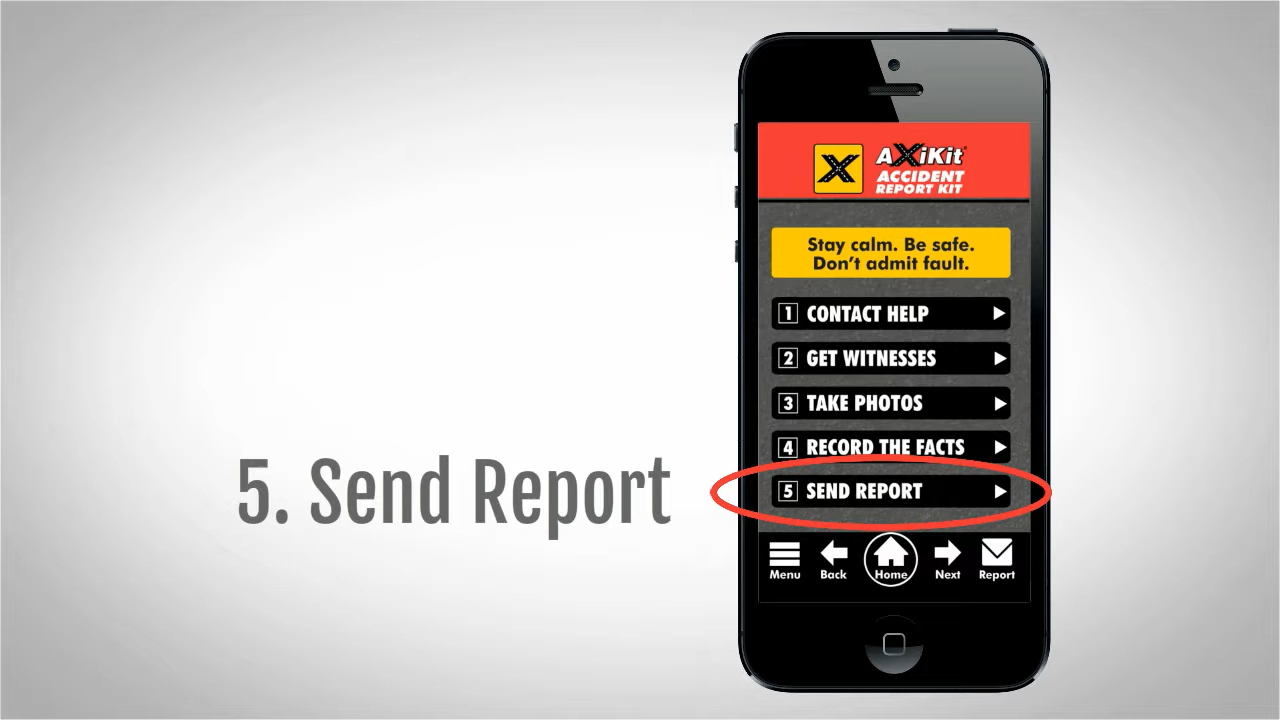 AXiKit®
ACCIDENT
REPORT KIT
Stay calm. Be safe.
Don't admit fault.
1 CONTACT HELP
2 GET WITNESSES
3 TAKE PHOTOS
4 RECORD THE FACTS
5. Send Report
5 SEND REPORT
Menu Back Home Next Report